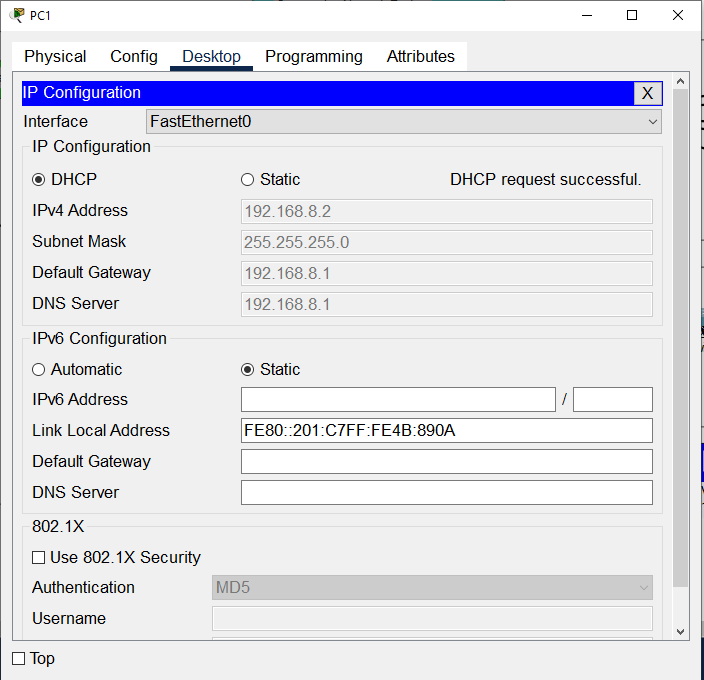 PC1
Physical Config Desktop Programming Attributes
IP Configuration X
Interface FastEthernet0
IP Configuration
DHCP Static DHCP request successful.
IPv4 Address 192.168.8.2
Subnet Mask 255.255.255.0
Default Gateway 192.168.8.1
DNS Server 192.168.8.1
IPv6 Configuration
Automatic Static
IPv6 Address /
Link Local Address FE80::201:C7FF:FE4B:890A
Default Gateway
DNS Server
802.1X
Use 802.1X Security
Authentication MD5
Username
Top